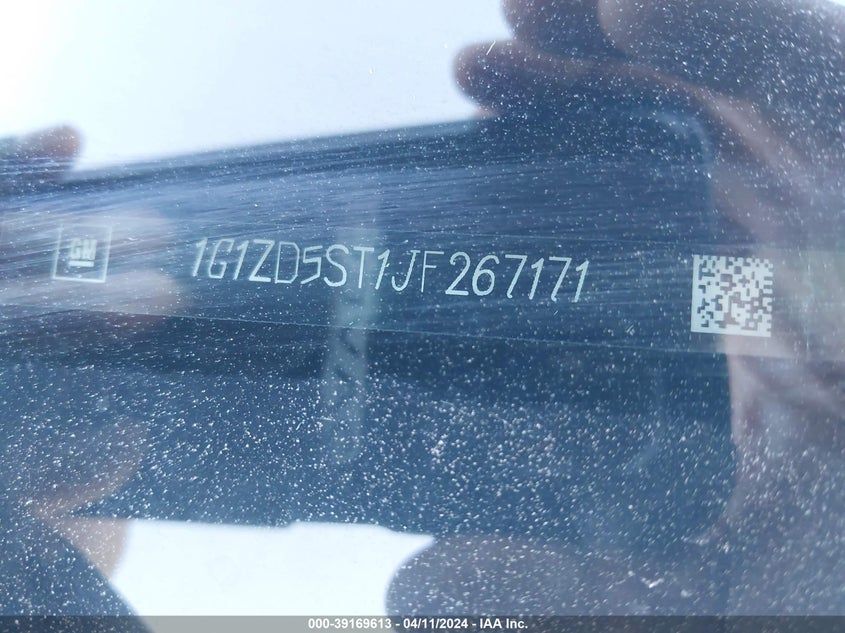 GM
1G1ZD5ST1JF267171
000-39169613 - 04/11/2024 - IAA Inc.